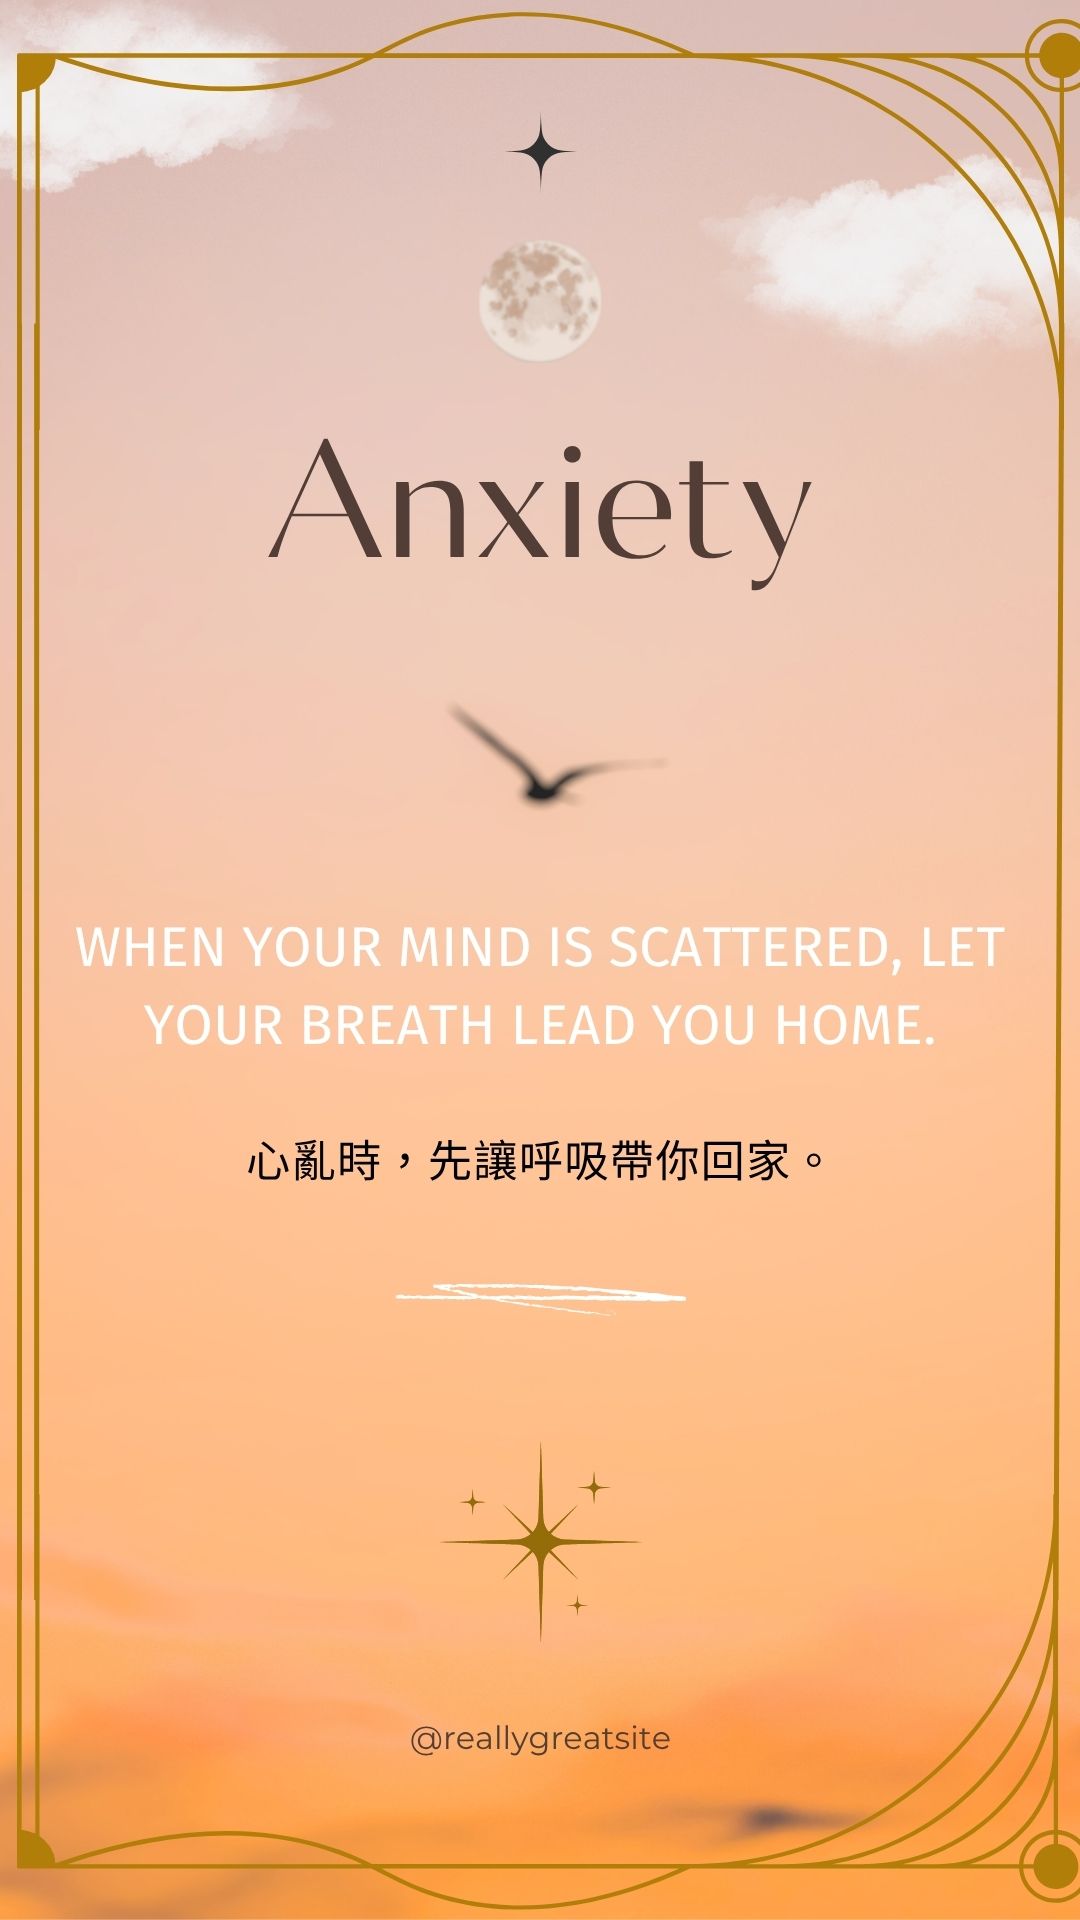 Anxiety
WHEN YOUR MIND IS SCATTERED, LET
YOUR BREATH LEAD YOU HOME.
心亂時，先讓呼吸帶你回家。
@reallygreatsite